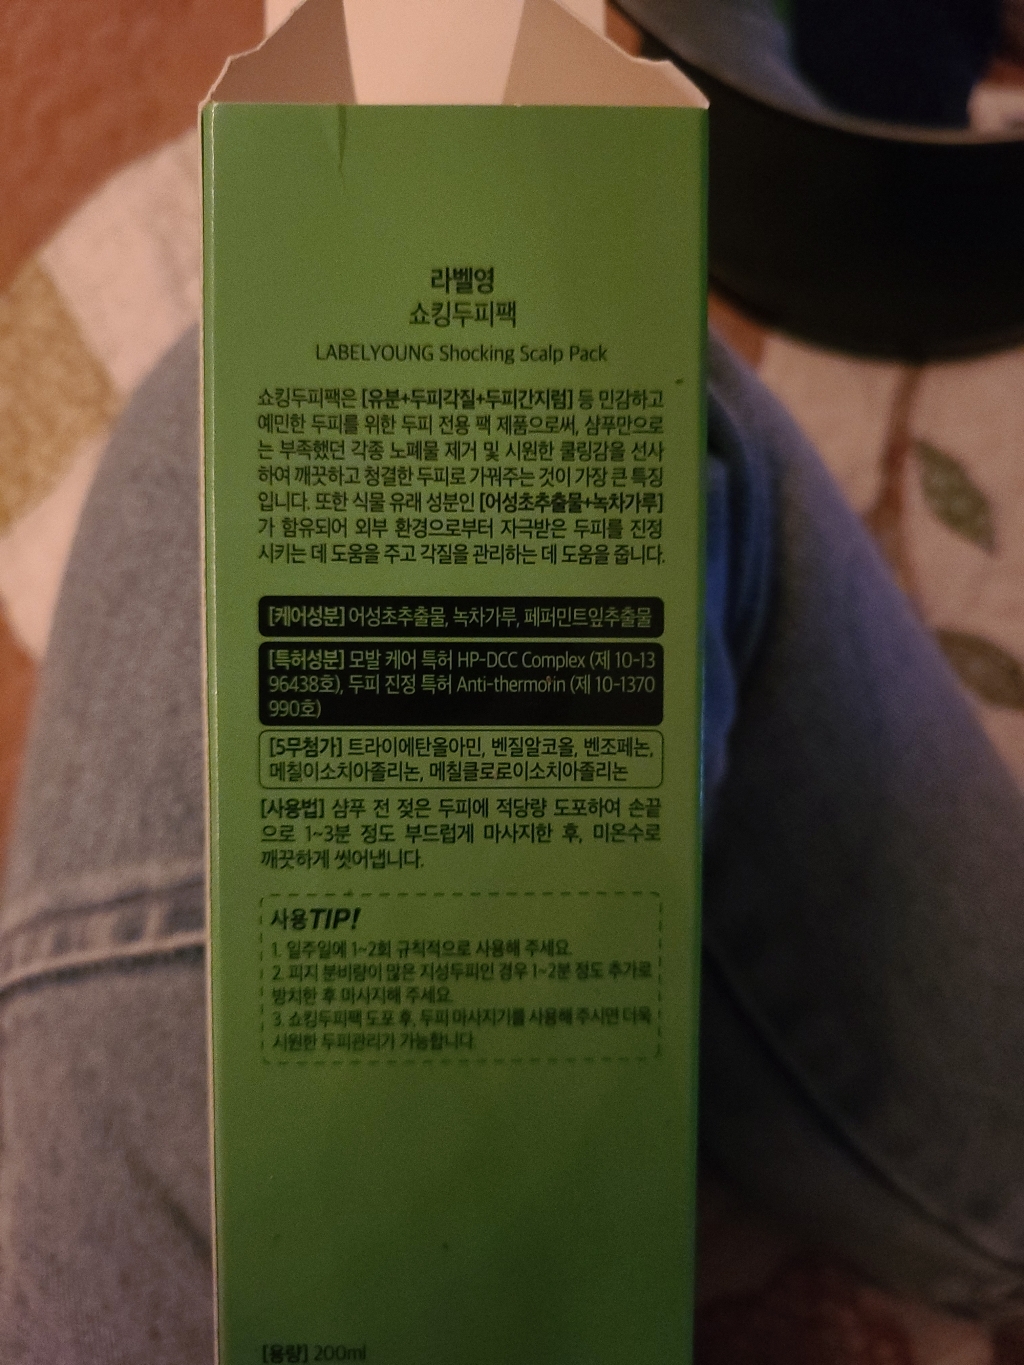 라벨영
쇼킹두피팩
LABELYOUNG Shocking Scalp Pack
쇼킹두피팩은 [유분+두피각질+두피간지럼] 등 민감하고
예민한 두피를 위한 두피 전용 팩 제품으로써, 샴푸만으로
는 부족했던 각종 노폐물 제거 및 시원한 쿨링감을 선사
하여 깨끗하고 청결한 두피로 가꿔주는 것이 가장 큰 특징
입니다. 또한 식물 유래 성분인 [어성초추출물+녹차가루]
가 함유되어 외부 환경으로부터 자극받은 두피를 진정
시키는 데 도움을 주고 각질을 관리하는 데 도움을 줍니다.
[케어성분] 어성초추출물, 녹차가루, 페퍼민트잎추출물
[특허성분] 모발 케어 특허 HP-DCC Complex (제 10-13
96438호), 두피 진정 특허 Anti-thermorin (제 10-1370
990호)
[5무첨가] 트라이에탄올아민, 벤질알코올, 벤조페논,
메칠이소치아졸리논, 메칠클로로이소치아졸리논
[사용법] 샴푸 전 젖은 두피에 적당량 도포하여 손끝
으로 1~3분 정도 부드럽게 마사지한 후, 미온수로
깨끗하게 씻어냅니다.
사용TIP!
1. 일주일에 1~2회 규칙적으로 사용해 주세요.
2. 피지 분비량이 많은 지성두피인 경우 1~2분 정도 추가로
방치한 후 마사지해 주세요.
3. 쇼킹두피팩 도포 후, 두피 마사지기를 사용해 주시면 더욱
시원한 두피관리가 가능합니다.
[용량] 200ml